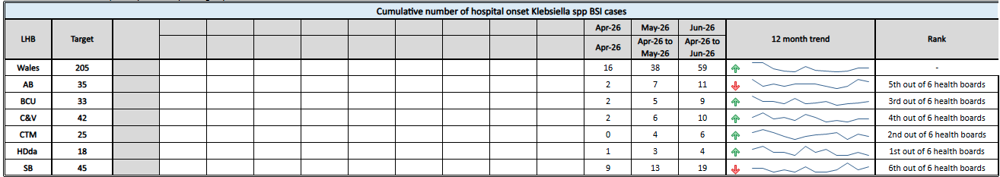 Cumulative number of hospital onset Klebsiella spp BSI cases
LHB Target Apr-26 May-26 Jun-26 12 month trend Rank
Apr-26 Apr-26 to May-26 Apr-26 to Jun-26
Wales 205 16 38 59 -
AB 35 2 7 11 5th out of 6 health boards
BCU 33 2 5 9 3rd out of 6 health boards
C&V 42 2 6 10 4th out of 6 health boards
CTM 25 0 4 6 2nd out of 6 health boards
HDda 18 1 3 4 1st out of 6 health boards
SB 45 9 13 19 6th out of 6 health boards